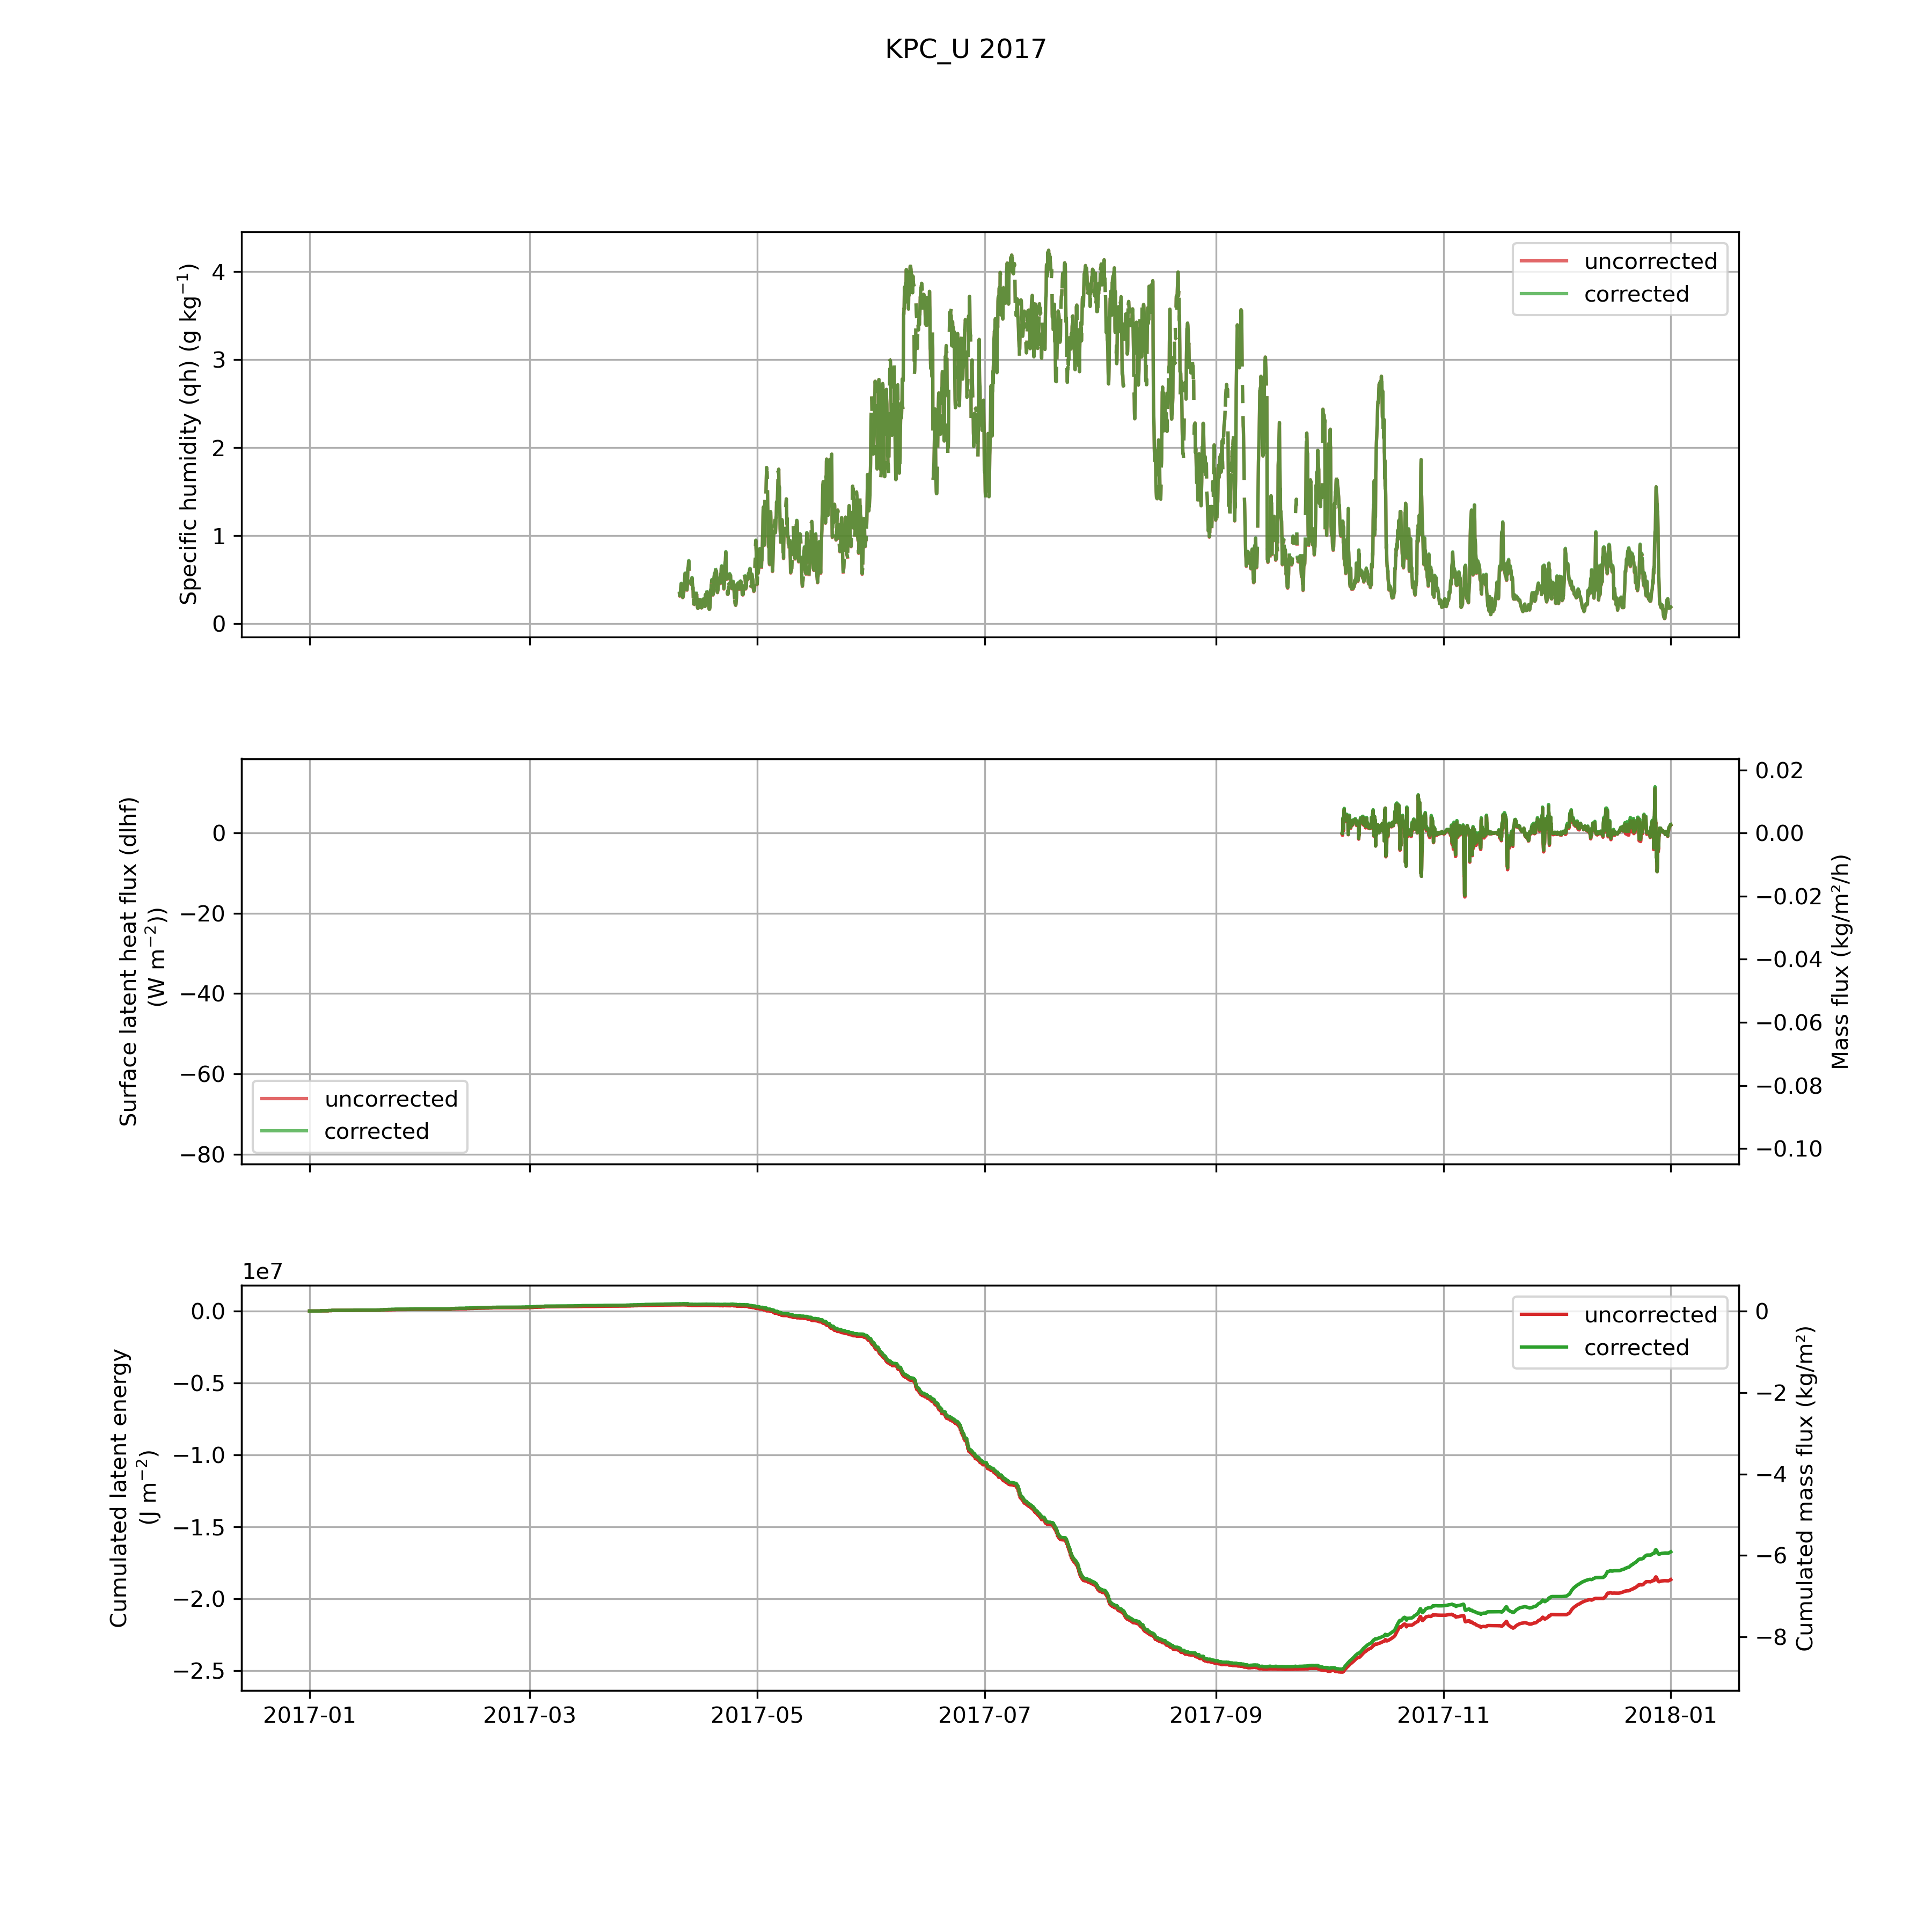 KPC_U 2017
Specific humidity (qh) (g kg⁻¹)
4
3
2
1
0
uncorrected
corrected
Surface latent heat flux (dlhf)
(W m⁻²))
0
−20
−40
−60
−80
uncorrected
corrected
0.02
0.00
−0.02
−0.04
−0.06
−0.08
−0.10
Mass flux (kg/m²/h)
1e7
Cumulated latent energy
(J m⁻²)
0.0
−0.5
−1.0
−1.5
−2.0
−2.5
uncorrected
corrected
0
−2
−4
−6
−8
Cumulated mass flux (kg/m²)
2017-01 2017-03 2017-05 2017-07 2017-09 2017-11 2018-01